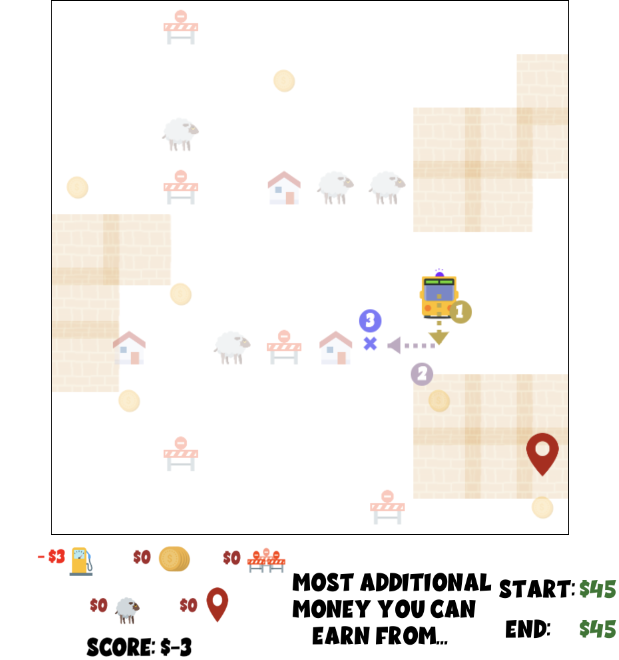 1
3
2
- $3
$0
$0
$0
$0
SCORE: $-3
MOST ADDITIONAL
MONEY YOU CAN
EARN FROM...
START: $45
END: $45